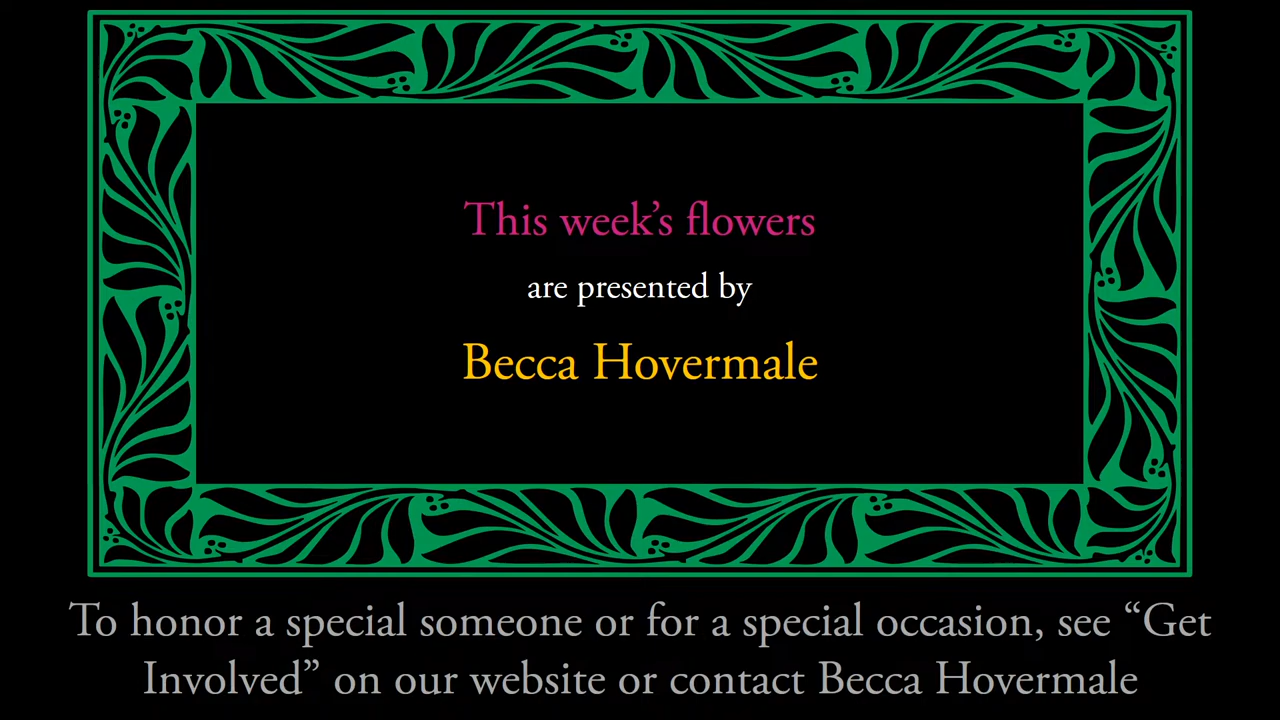 This week’s flowers
are presented by
Becca Hovermale
To honor a special someone or for a special occasion, see “Get
Involved” on our website or contact Becca Hovermale